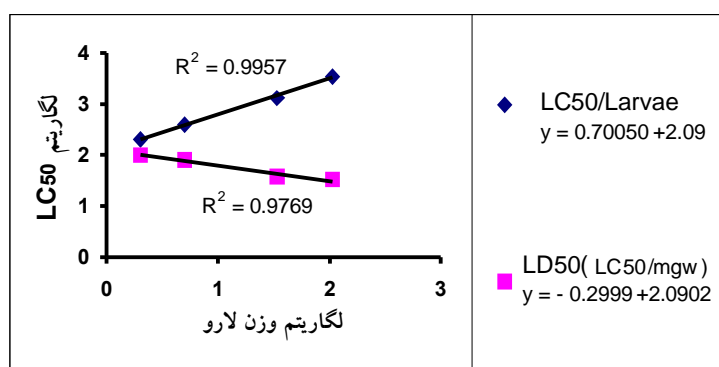 4
3
2
1
0
0
1
2
3
لگاریتم LC50
لگاریتم وزن لارو
R² = 0.9957
R² = 0.9769
LC50/Larvae
y = 0.70050 +2.09
LD50( LC50/mgw)
y = - 0.2999 +2.0902